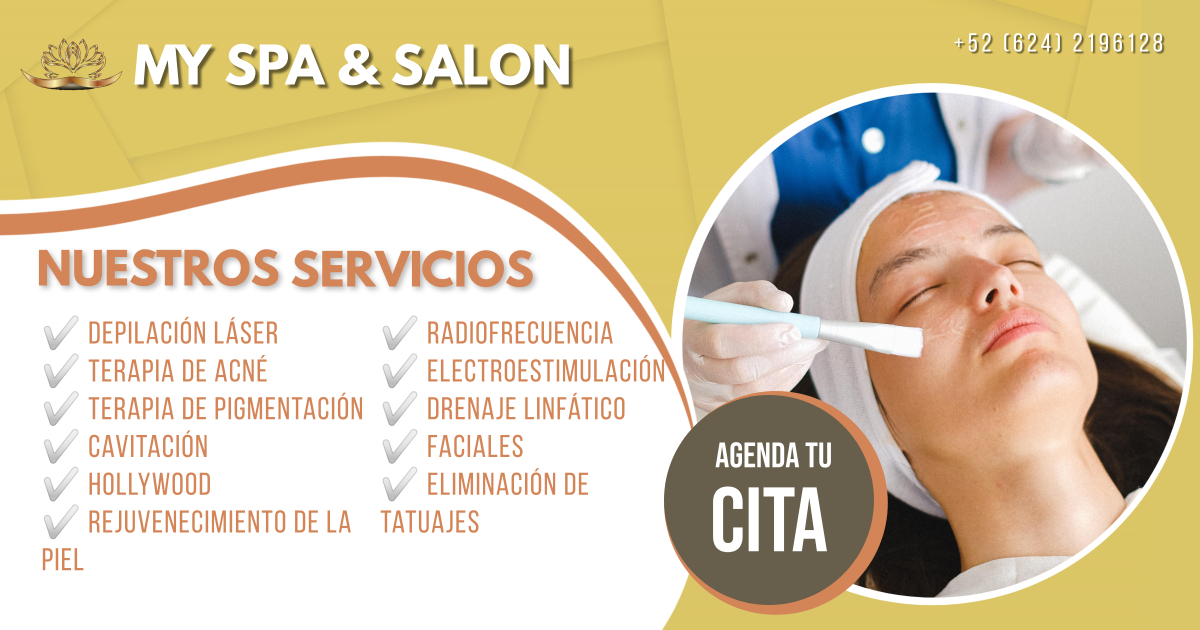 MY SPA & SALON
+52 (624) 2196128
NUESTROS SERVICIOS
DEPILACIÓN LÁSER
TERAPIA DE ACNÉ
TERAPIA DE PIGMENTACIÓN
CAVITACIÓN
HOLLYWOOD
REJUVENECIMIENTO DE LA
PIEL
RADIOFRECUENCIA
ELECTROESTIMULACIÓN
DRENAJE LINFÁTICO
FACIALES
ELIMINACIÓN DE
TATUAJES
AGENDA TU
CITA